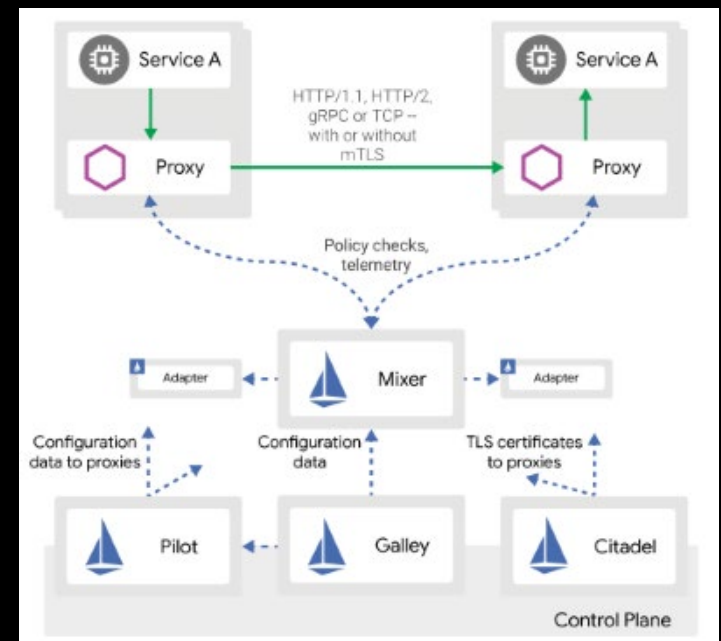 Service A
Service A
HTTP/1.1, HTTP/2,
gRPC or TCP --
with or without
mTLS
Proxy
Proxy
Policy checks,
telemetry
Mixer
Adapter
Adapter
Configuration
data to proxies
Configuration
data
TLS certificates
to proxies
Pilot
Galley
Citadel
Control Plane